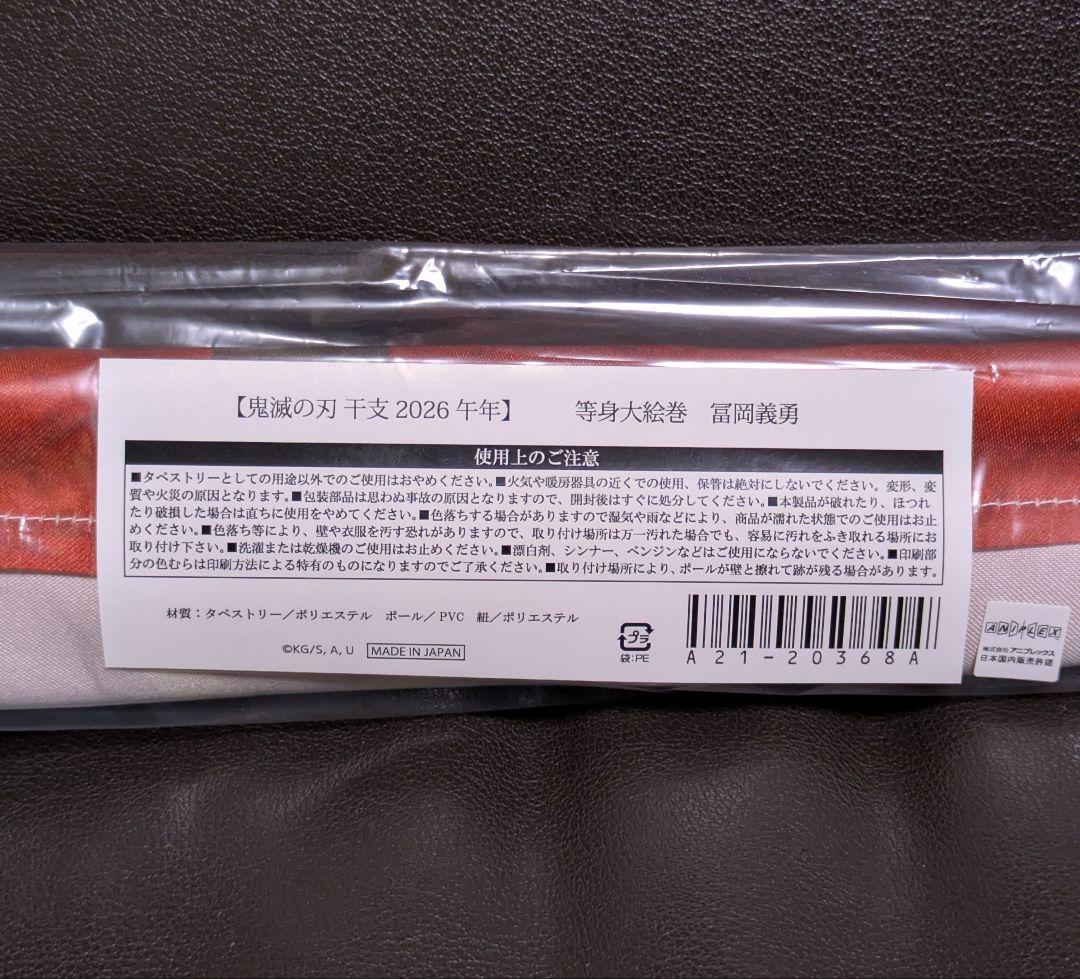 【鬼滅の刃 干支 2026 午年】 等身大絵巻 冨岡義勇
使用上のご注意
■タペストリーとしての用途以外でのご使用はおやめください。■火気や暖房器具の近くでの使用、保管は絶対にしないでください。変形、変
質や火災の原因となります。■包装部品は思わぬ事故の原因となりますので、開封後はすぐに処分してください。■本製品が破れたり、ほつれ
たり破損した場合は直ちに使用をやめてください。■色落ちする場合がありますので湿気や雨などにより、商品が濡れた状態でのご使用はお止
めください。■色落ち等により、壁や衣服を汚す恐れがありますので、取り付け場所は万一汚れた場合でも、容易に汚れをふき取れる場所にお
取り付け下さい。■洗濯または乾燥機のご使用はお止めください。■漂白剤、シンナー、ベンジンなどはご使用にならないでください。■印刷部
分の色むらは印刷方法による特有のものになりますのでご了承ください。■取り付け場所により、ポールが壁と擦れて跡が残る場合があります。
材質：タペストリー／ポリエステル ポール／PVC 紐／ポリエステル
©KG/S, A, U MADE IN JAPAN
プラ
袋:PE
A21-20368A
ANIPLEX
株式会社アニプレックス
日本国内販売許諾